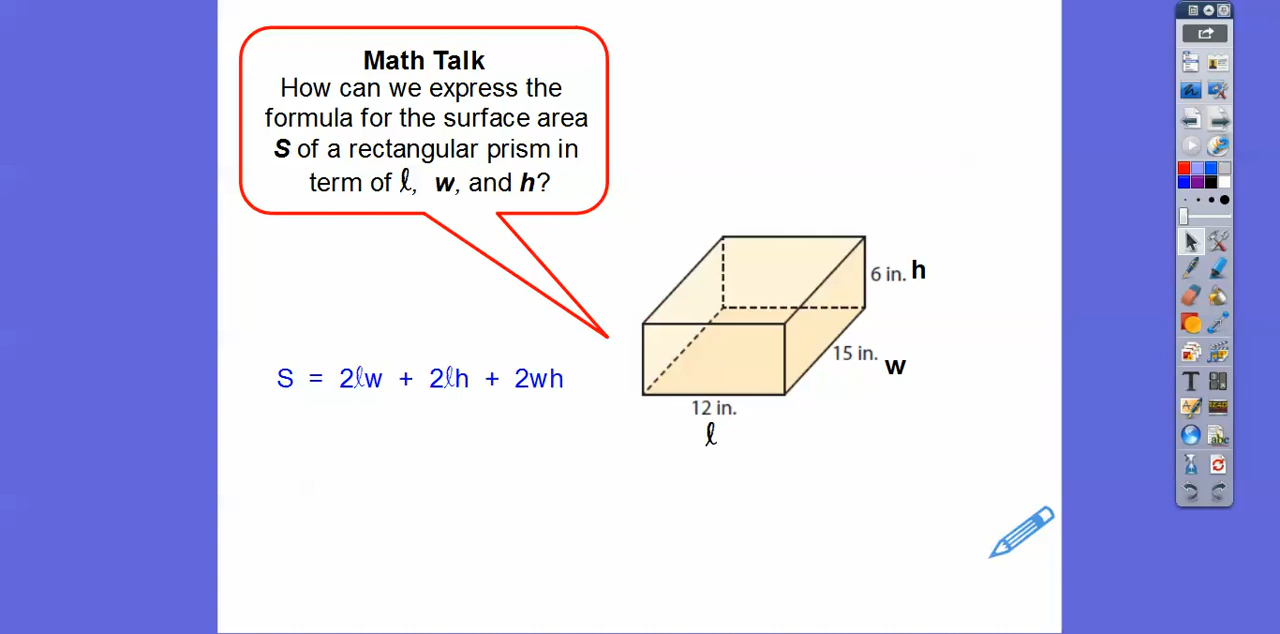 Math Talk
How can we express the
formula for the surface area
S of a rectangular prism in
term of ℓ, w, and h?
6 in. h
15 in. w
S = 2ℓw + 2ℓh + 2wh
12 in.
ℓ